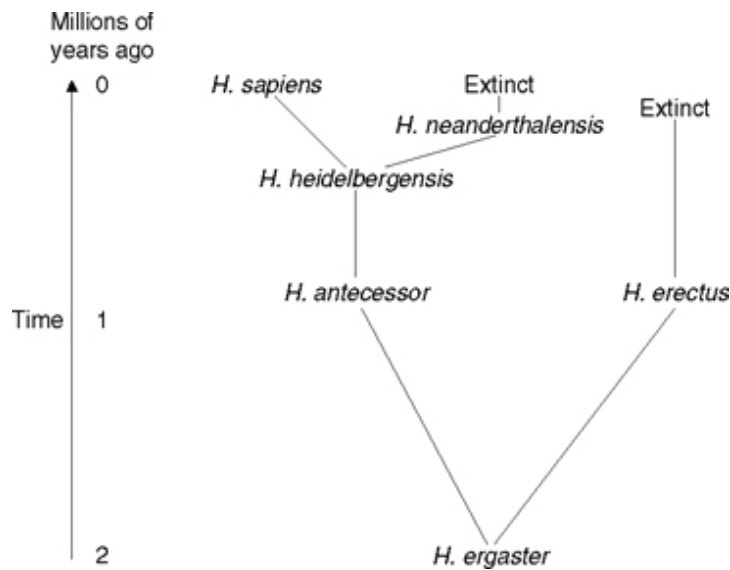 Millions of
years ago
0
H. sapiens
Extinct
H. neanderthalensis
Extinct
H. heidelbergensis
H. antecessor
H. erectus
Time
1
2
H. ergaster